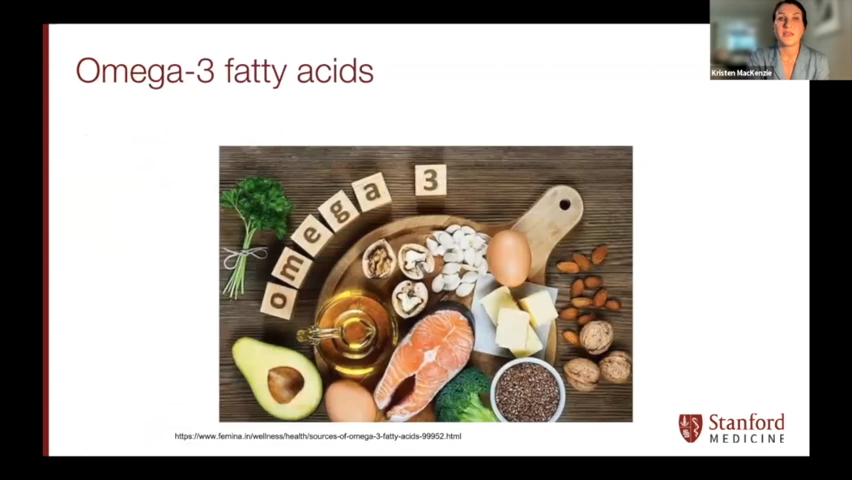 Omega-3 fatty acids
Kristen MacKenzie
omega 3
https://www.femina.in/wellness/health/sources-of-omega-3-fatty-acids-99952.html
Stanford
MEDICINE